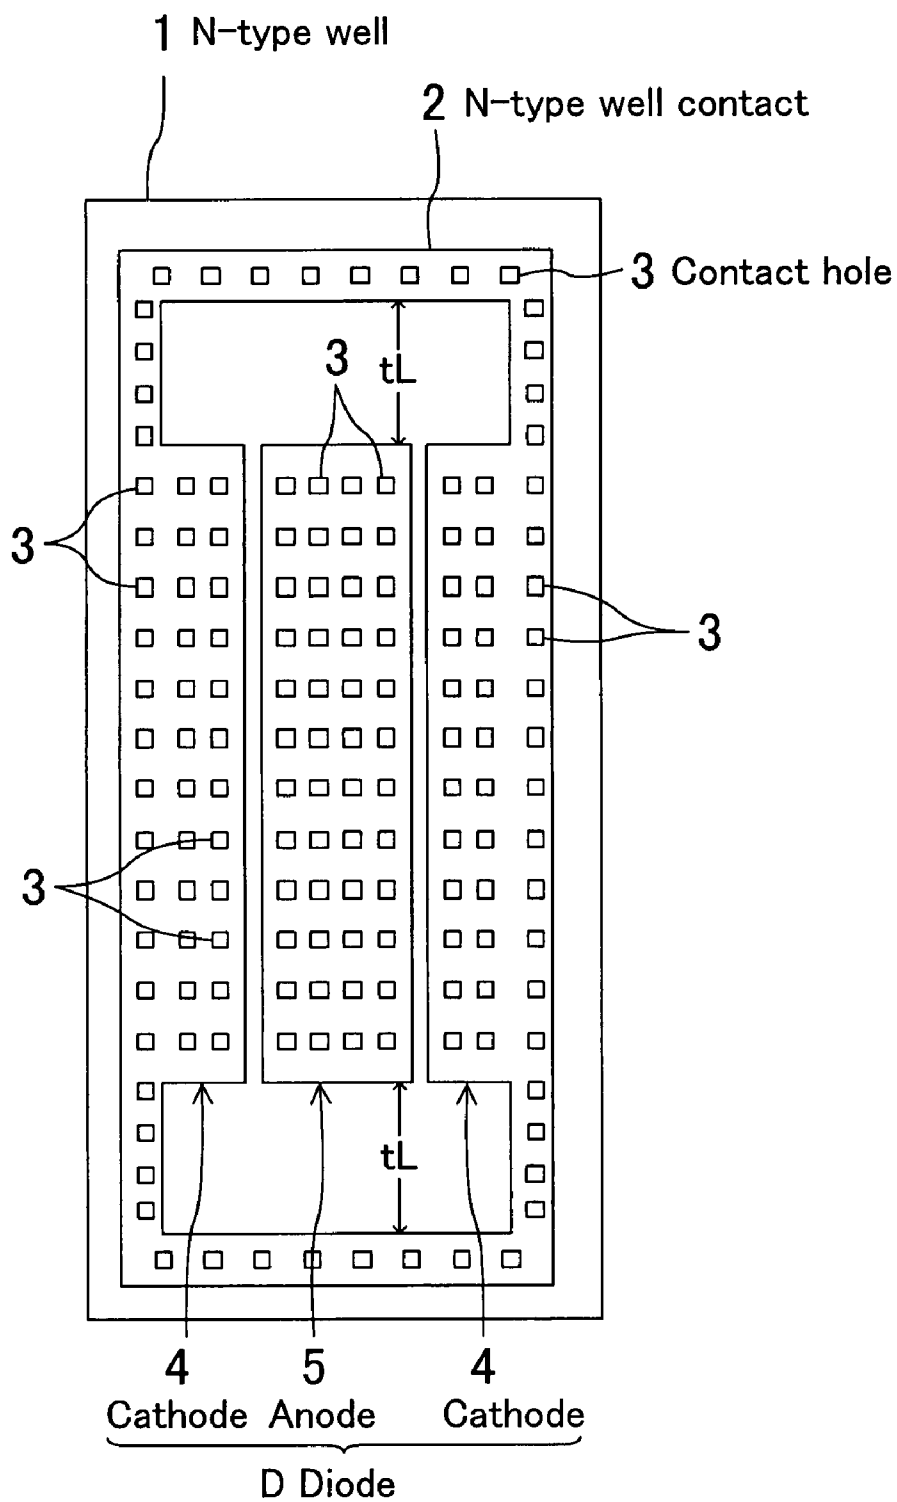 1 N-type well
2 N-type well contact
3 Contact hole
3
tL
3
3
3
tL
4
5
4
Cathode
Anode
Cathode
D Diode